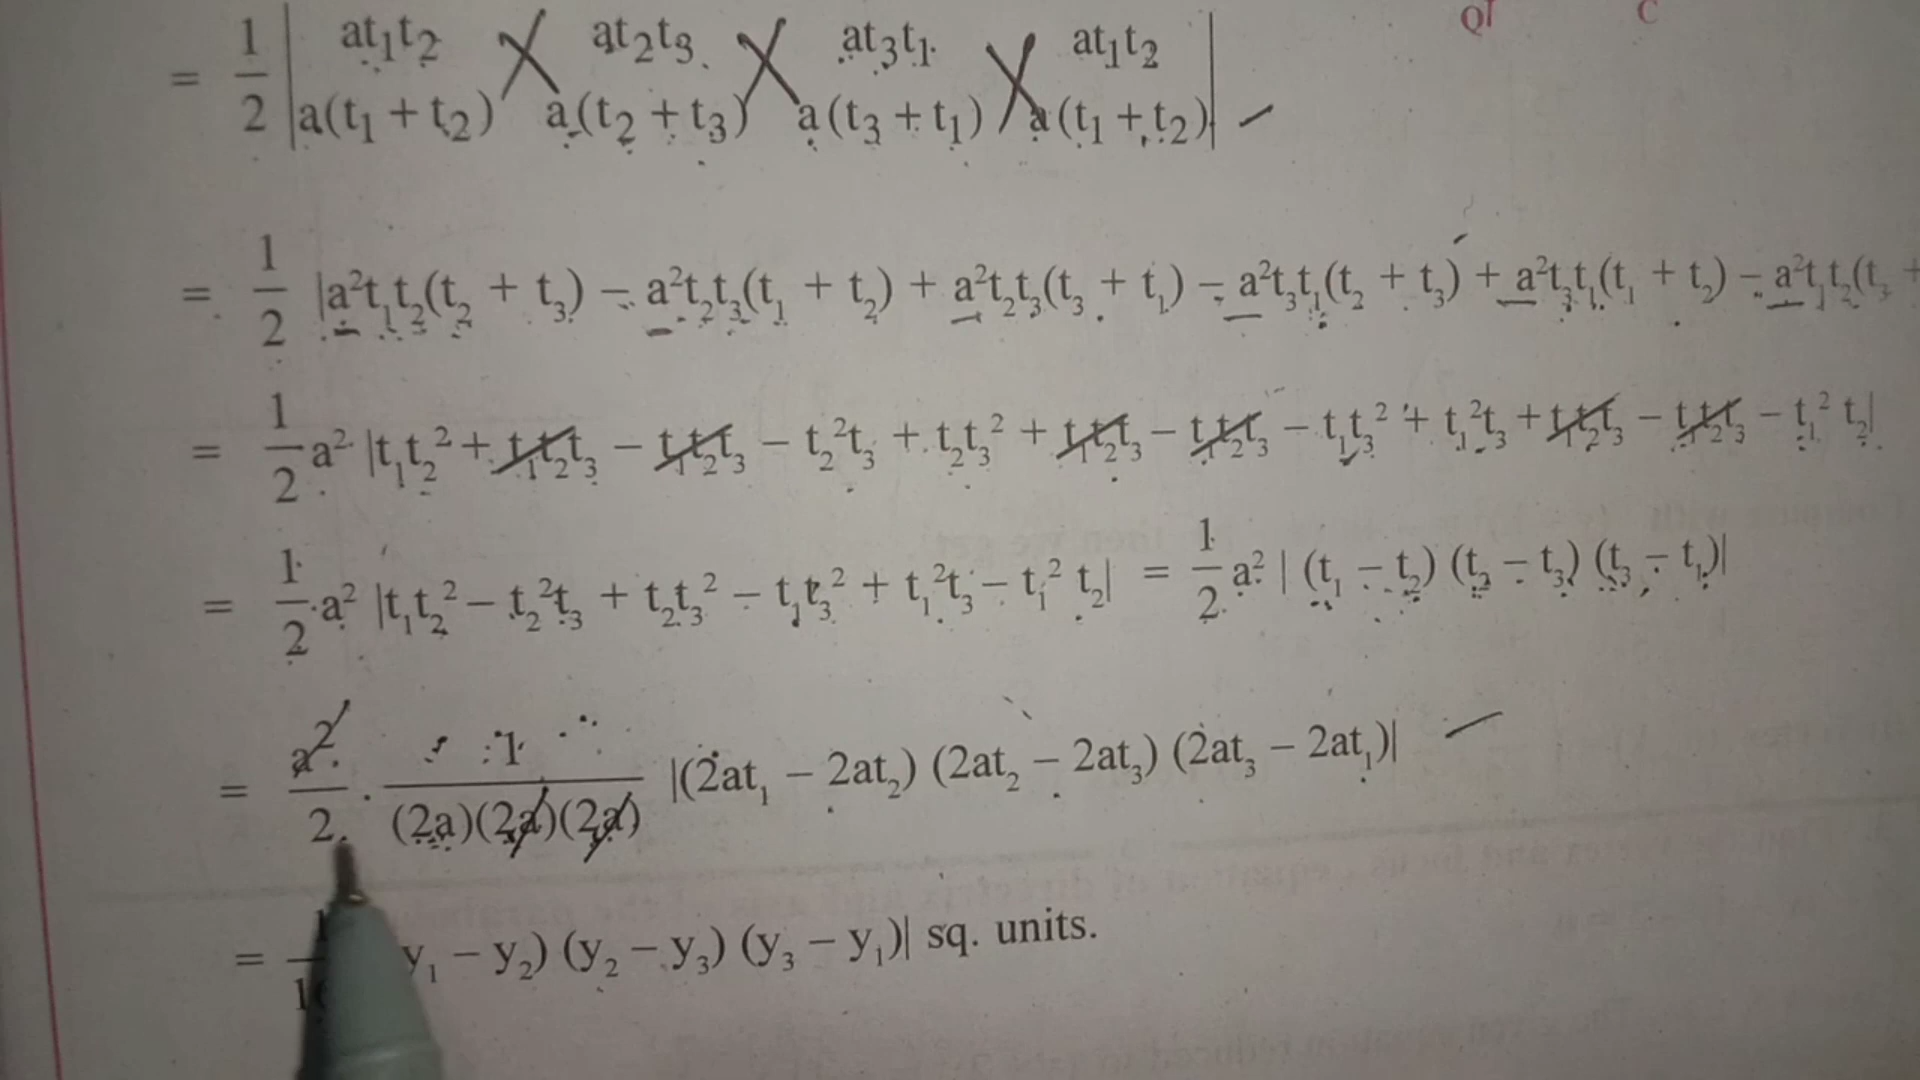 QI C
= 1/2 | at₁t₂ at₂t₃ at₃t₁ at₁t₂ |
a(t₁ + t₂) a(t₂ + t₃) a(t₃ + t₁) a(t₁ + t₂)
= 1/2 |a²t₁t₂(t₂ + t₃) − a²t₂t₃(t₁ + t₂) + a²t₂t₃(t₃ + t₁) − a²t₃t₁(t₂ + t₃) + a²t₃t₁(t₁ + t₂) − a²t₁t₂(t₃ +
= 1/2 a² |t₁t₂² + t₁t₂t₃ − t₁t₂t₃ − t₂²t₃ + t₂t₃² + t₁t₂t₃ − t₁t₂t₃ − t₁t₃² + t₁²t₃ + t₁t₂t₃ − t₁t₂t₃ − t₁² t₂|
= 1/2 a² |t₁t₂² − t₂²t₃ + t₂t₃² − t₁t₃² + t₁²t₃ − t₁² t₂| = 1/2 a² | (t₁ − t₂) (t₂ − t₃) (t₃ − t₁)|
= a²/2 . 1/(2a)(2a)(2a) |(2at₁ − 2at₂) (2at₂ − 2at₃) (2at₃ − 2at₁)|
= y₁ − y₂) (y₂ − y₃) (y₃ − y₁)| sq. units.